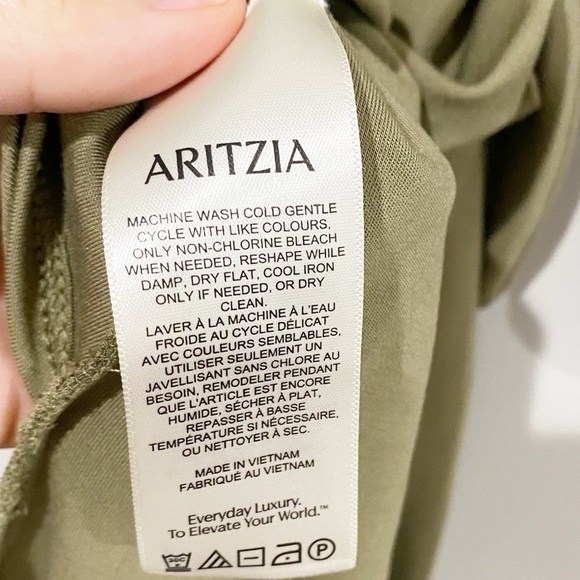 ARITZIA
MACHINE WASH COLD GENTLE
CYCLE WITH LIKE COLOURS,
ONLY NON-CHLORINE BLEACH
WHEN NEEDED, RESHAPE WHILE
DAMP, DRY FLAT, COOL IRON
ONLY IF NEEDED, OR DRY
CLEAN.
LAVER À LA MACHINE À L'EAU
FROIDE AU CYCLE DÉLICAT
AVEC COULEURS SEMBLABLES,
UTILISER SEULEMENT UN
JAVELLISANT SANS CHLORE AU
BESOIN, REMODELER PENDANT
QUE L'ARTICLE EST ENCORE
HUMIDE, SÉCHER À PLAT,
REPASSER À BASSE
TEMPÉRATURE SI NÉCESSAIRE,
OU NETTOYER À SEC.
MADE IN VIETNAM
FABRIQUÉ AU VIETNAM
Everyday Luxury.
To Elevate Your World.™
30C P